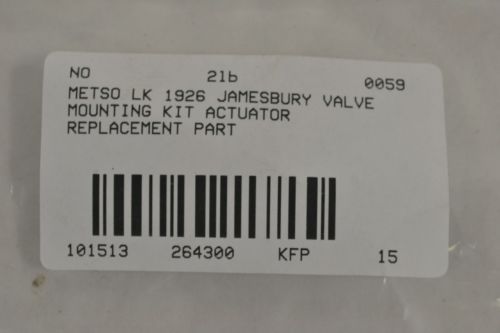 NO 21b 0059
METSO LK 1926 JAMESBURY VALVE
MOUNTING KIT ACTUATOR
REPLACEMENT PART
101513 264300 KFP 15